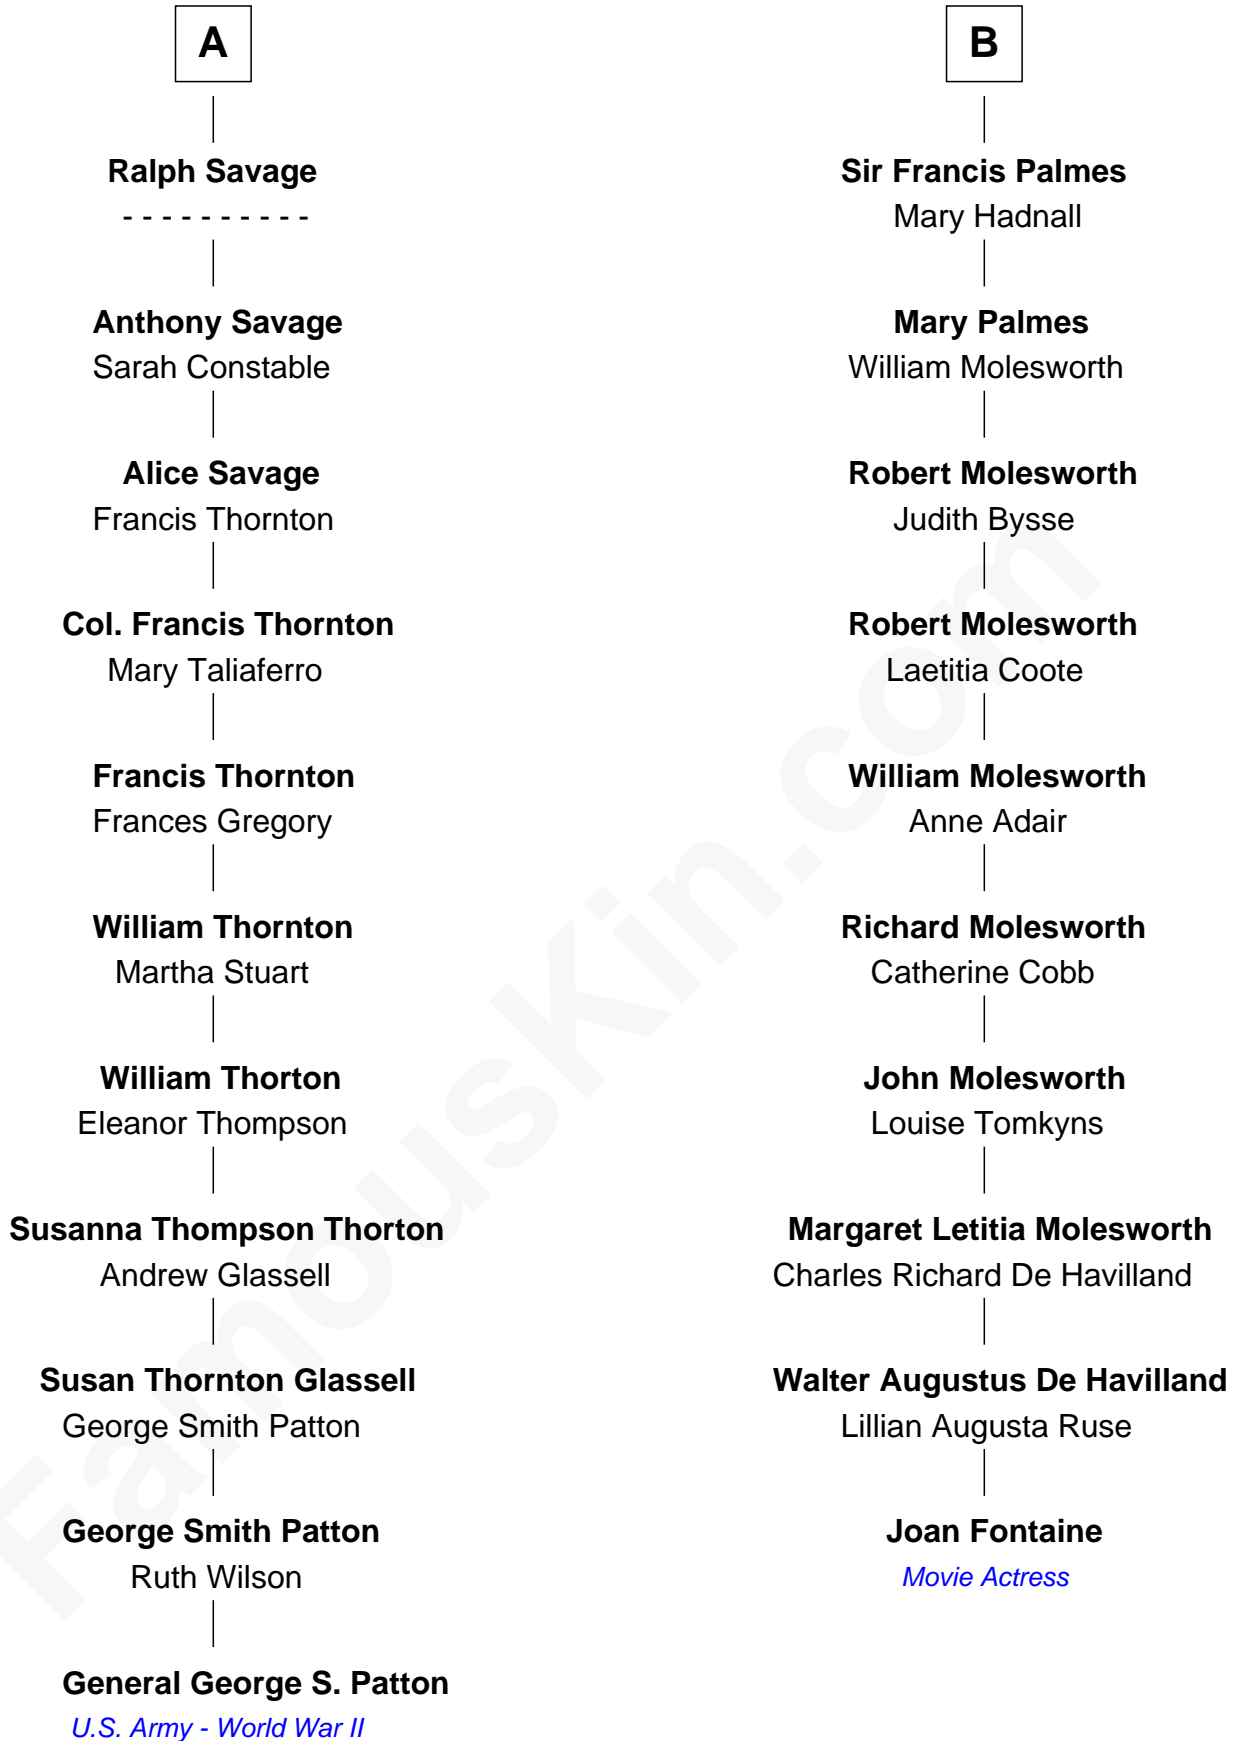 A
Ralph Savage
- - - - - - - - - -
Anthony Savage
Sarah Constable
Alice Savage
Francis Thornton
Col. Francis Thornton
Mary Taliaferro
Francis Thornton
Frances Gregory
William Thornton
Martha Stuart
William Thorton
Eleanor Thompson
Susanna Thompson Thorton
Andrew Glassell
Susan Thornton Glassell
George Smith Patton
George Smith Patton
Ruth Wilson
General George S. Patton
U.S. Army - World War II
B
Sir Francis Palmes
Mary Hadnall
Mary Palmes
William Molesworth
Robert Molesworth
Judith Bysse
Robert Molesworth
Laetitia Coote
William Molesworth
Anne Adair
Richard Molesworth
Catherine Cobb
John Molesworth
Louise Tomkyns
Margaret Letitia Molesworth
Charles Richard De Havilland
Walter Augustus De Havilland
Lillian Augusta Ruse
Joan Fontaine
Movie Actress
FamousKin.com